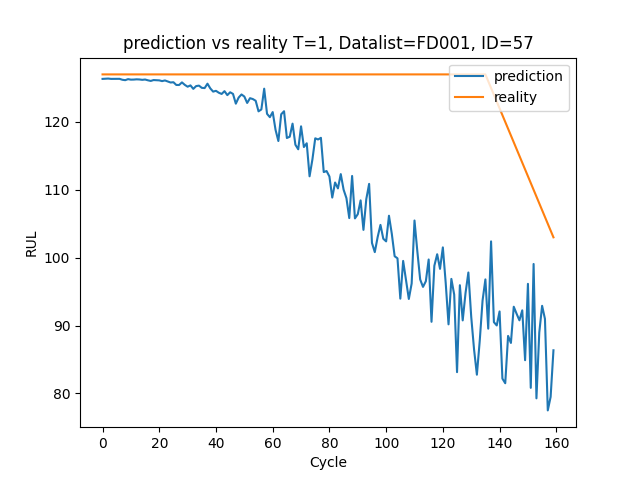 prediction vs reality T=1, Datalist=FD001, ID=57
prediction
reality
RUL
120
110
100
90
80
0 20 40 60 80 100 120 140 160
Cycle